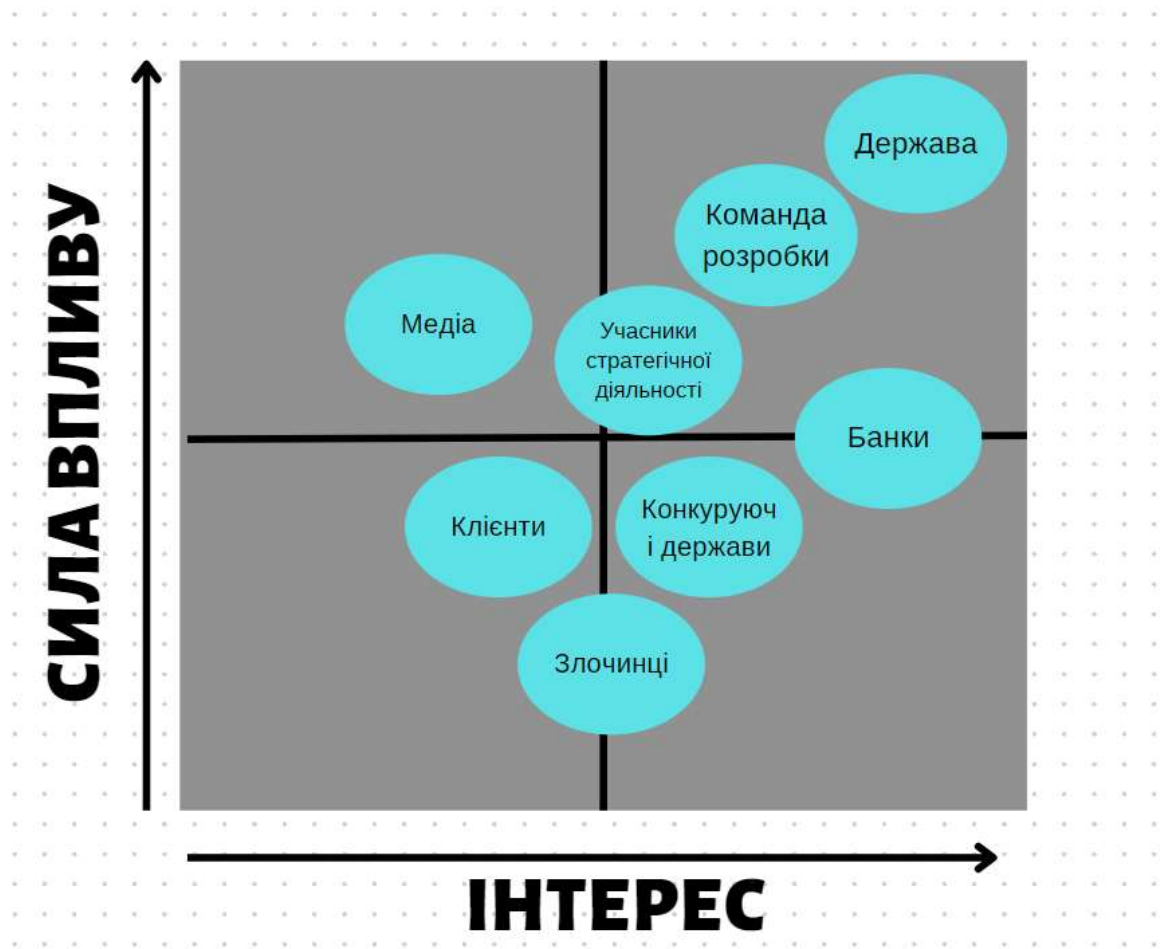 СИЛА ВПЛИВУ
Держава
Команда
розробки
Медіа
Учасники
стратегічної
діяльності
Банки
Клієнти
Конкуруюч
і держави
Злочинці
ІНТЕРЕС